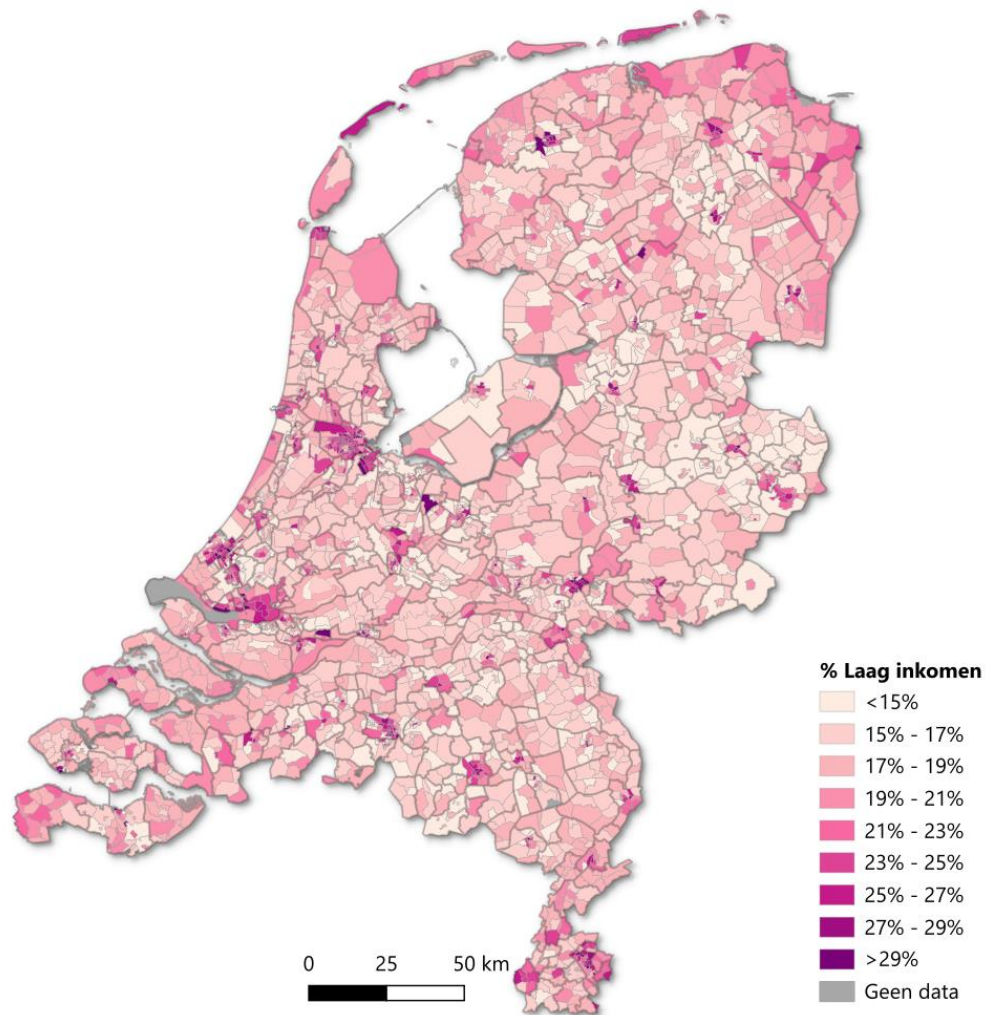 % Laag inkomen
<15%
15% - 17%
17% - 19%
19% - 21%
21% - 23%
23% - 25%
25% - 27%
27% - 29%
>29%
Geen data
0 25 50 km